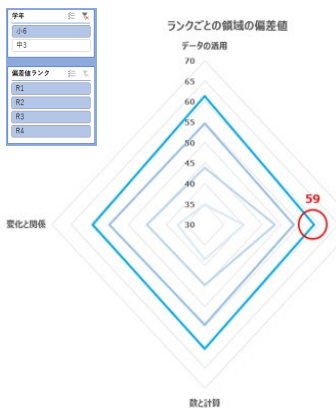 学年
小6
中3
偏差値ランク
R1
R2
R3
R4
ランクごとの領域の偏差値
データの活用
70
65
60
55
50
45
40
35
30
59
変化と関係
数と計算